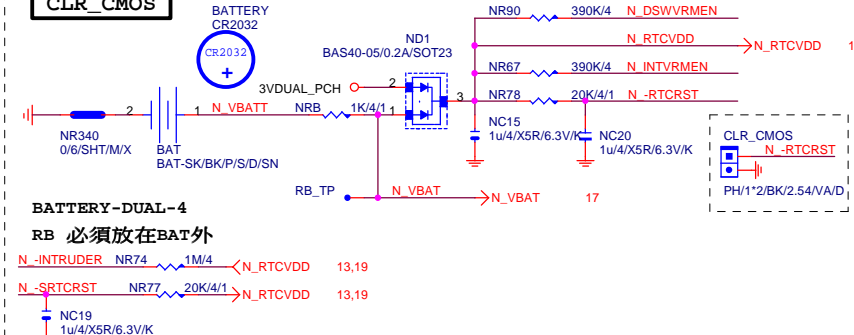 CLR_CMOS
BATTERY
CR2032
CR2032
+
NR90 390K/4 N_DSWVRMEN
ND1
BAS40-05/0.2A/SOT23
N_RTCVDD N_RTCVDD 1
3VDUAL_PCH 2
NR67 390K/4 N_INTVRMEN
3 NR78 20K/4/1 N_-RTCRST
2 1 N_VBATT NRB 1K/4/1 1
NR340
0/6/SHT/M/X
BAT
BAT-SK/BK/P/S/D/SN
NC15
1u/4/X5R/6.3V/K
NC20
1u/4/X5R/6.3V/K
CLR_CMOS
N_-RTCRST
PH/1*2/BK/2.54/VA/D
RB_TP N_VBAT N_VBAT 17
BATTERY-DUAL-4
RB 必須放在BAT外
N_-INTRUDER NR74 1M/4 N_RTCVDD 13,19
N_-SRTCRST NR77 20K/4/1 N_RTCVDD 13,19
NC19
1u/4/X5R/6.3V/K